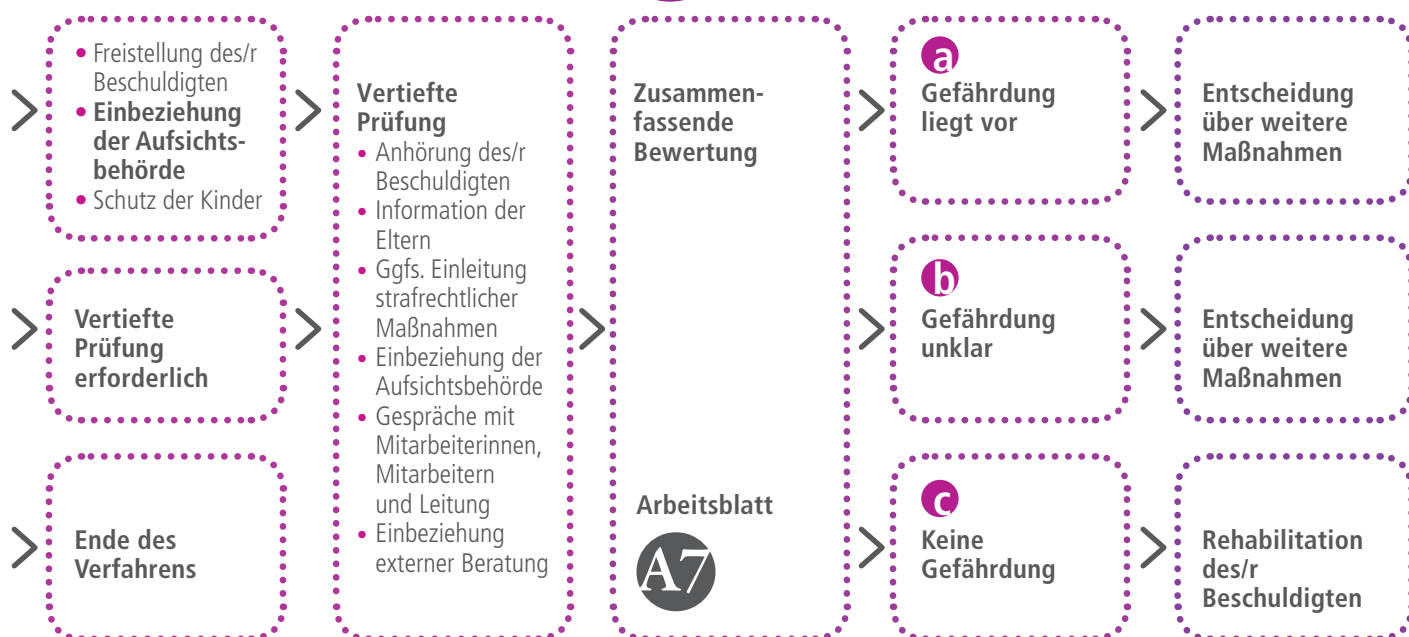 • Freistellung des/r
Beschuldigten
• Einbeziehung
der Aufsichts-
behörde
• Schutz der Kinder
Vertiefte
Prüfung
erforderlich
Ende des
Verfahrens
Vertiefte
Prüfung
• Anhörung des/r
Beschuldigten
• Information der
Eltern
• Ggfs. Einleitung
strafrechtlicher
Maßnahmen
• Einbeziehung der
Aufsichtsbehörde
• Gespräche mit
Mitarbeiterinnen,
Mitarbeitern
und Leitung
• Einbeziehung
externer Beratung
Zusammen-
fassende
Bewertung
Arbeitsblatt
A7
a
Gefährdung
liegt vor
Entscheidung
über weitere
Maßnahmen
b
Gefährdung
unklar
Entscheidung
über weitere
Maßnahmen
c
Keine
Gefährdung
Rehabilitation
des/r
Beschuldigten